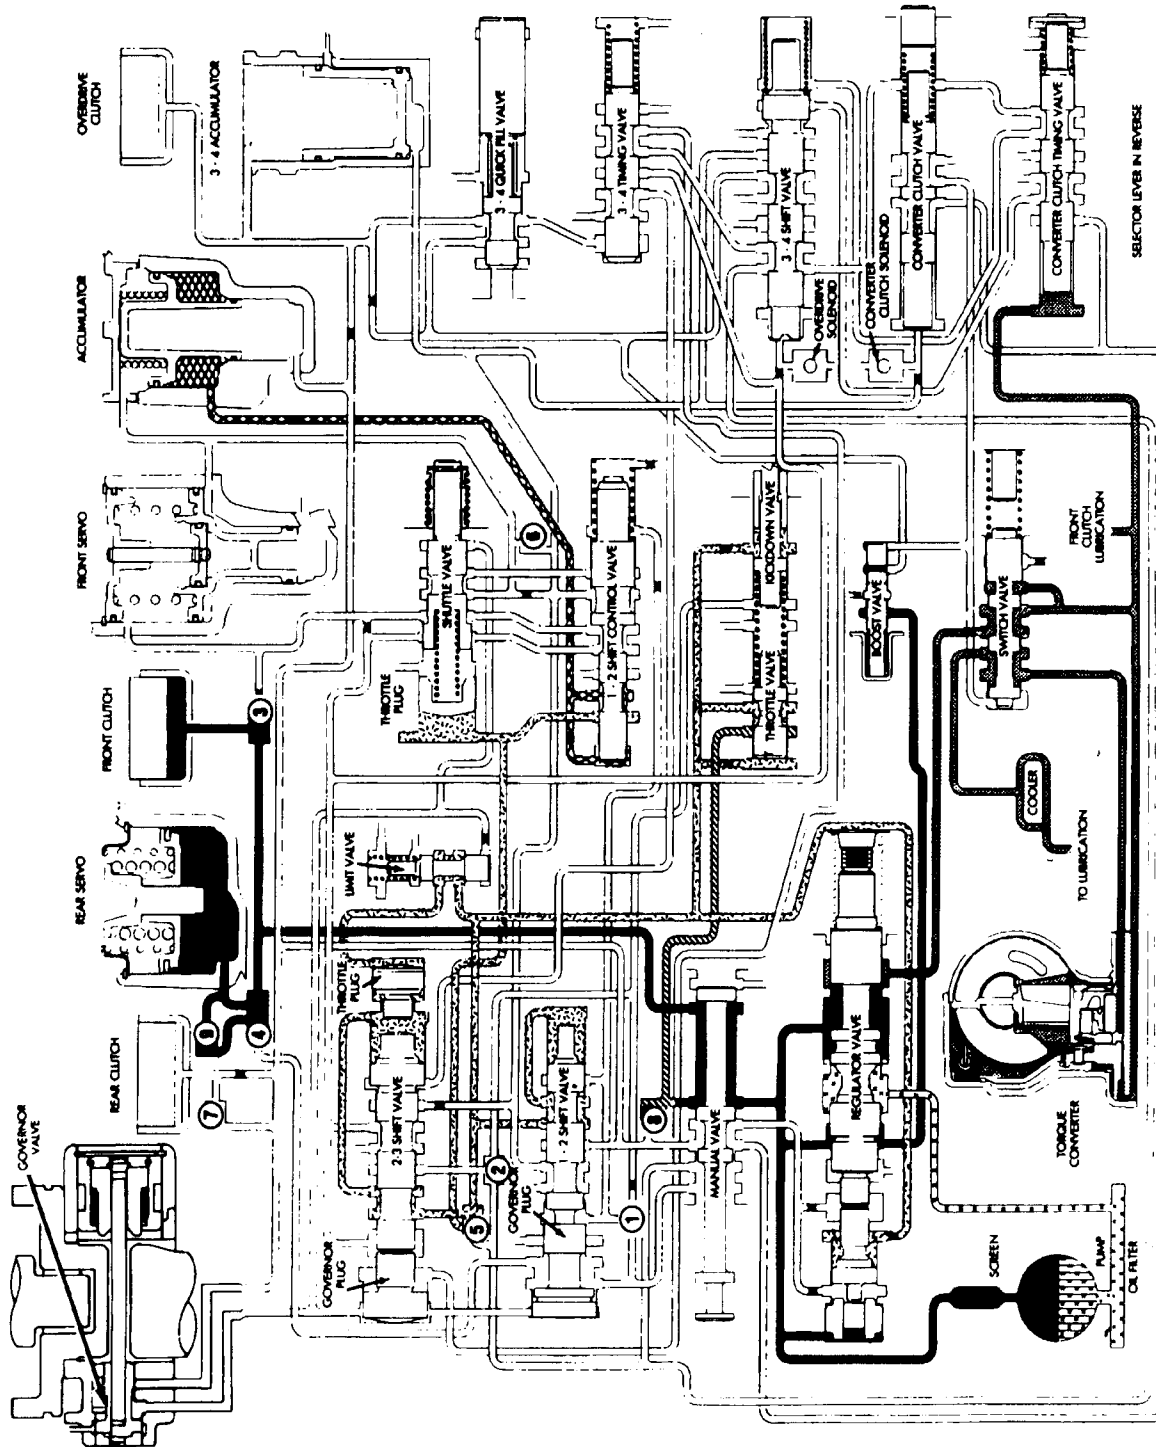 OVERDRIVE
CLUTCH
3 - 4 ACCUMULATOR
3 - 4 QUICK FILL VALVE
3 - 4 TIMING VALVE
3 - 4 SHIFT VALVE
OVERDRIVE
SOLENOID
CONVERTER
CLUTCH SOLENOID
CONVERTER CLUTCH VALVE
CONVERTER CLUTCH TIMING VALVE
SELECTOR LEVER IN REVERSE
ACCUMULATOR
FRONT SERVO
SHUTTLE VALVE
THROTTLE
PLUG
6
1 - 2 SHIFT CONTROL VALVE
KICKDOWN VALVE
THROTTLE VALVE
BOOST VALVE
SWITCH VALVE
FRONT
CLUTCH
LUBRICATION
COOLER
TO LUBRICATION
FRONT CLUTCH
3
REAR SERVO
LIMIT VALVE
THROTTLE
PLUG
REAR CLUTCH
9
4
7
2-3 SHIFT VALVE
GOVERNOR
PLUG
5
2
1-2 SHIFT VALVE
GOVERNOR
PLUG
1
8
MANUAL VALVE
REGULATOR VALVE
TORQUE
CONVERTER
SCREEN
PUMP
OIL FILTER
GOVERNOR
VALVE